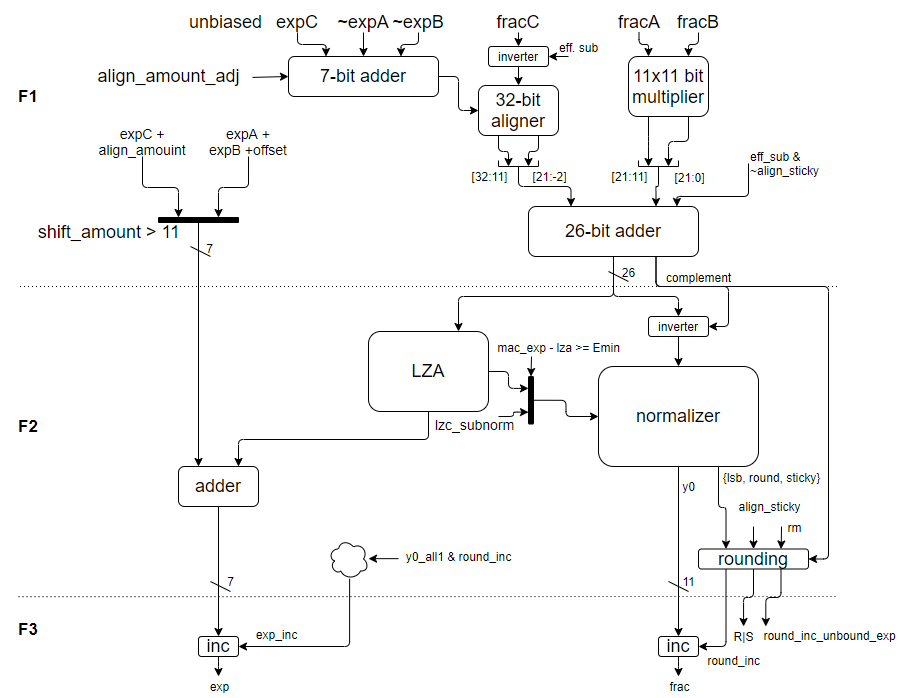 unbiased expC ~expA ~expB
fracC
fracA fracB
inverter
eff. sub
align_amount_adj
7-bit adder
F1
32-bit
aligner
11x11 bit
multiplier
expC +
align_amouint
expA +
expB +offset
[32:11]
[21:-2]
[21:11]
[21:0]
eff_sub &
~align_sticky
shift_amount > 11
7
26-bit adder
26
complement
inverter
mac_exp - lza >= Emin
LZA
lzc_subnorm
normalizer
F2
adder
y0
{lsb, round, sticky}
align_sticky
rm
rounding
y0_all1 & round_inc
7
11
F3
exp_inc
inc
inc
R|S
round_inc_unbound_exp
round_inc
exp
frac